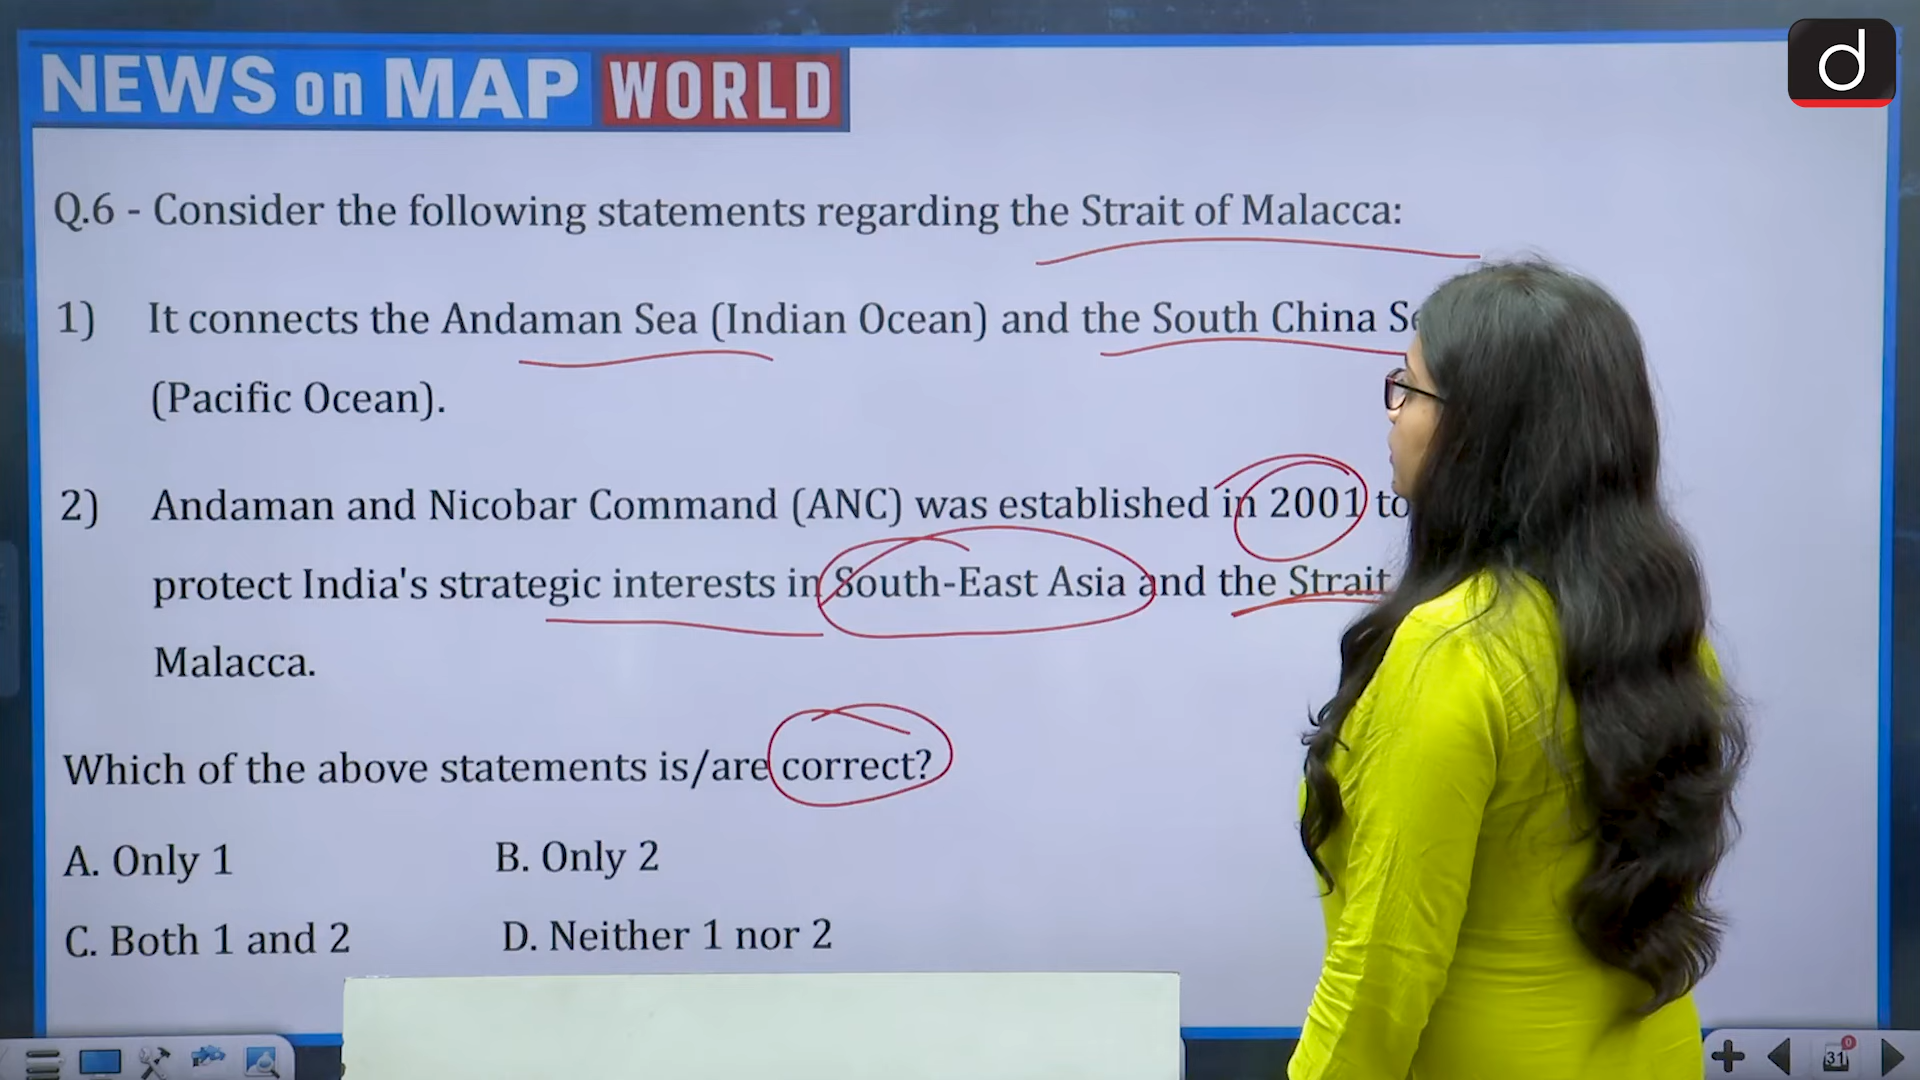 NEWS on MAP WORLD
d
Q.6 - Consider the following statements regarding the Strait of Malacca:
1) It connects the Andaman Sea (Indian Ocean) and the South China
(Pacific Ocean).
2) Andaman and Nicobar Command (ANC) was established in 2001 to
protect India's strategic interests in South-East Asia and the Strait
Malacca.
Which of the above statements is/are correct?
A. Only 1 B. Only 2
C. Both 1 and 2 D. Neither 1 nor 2
31 0